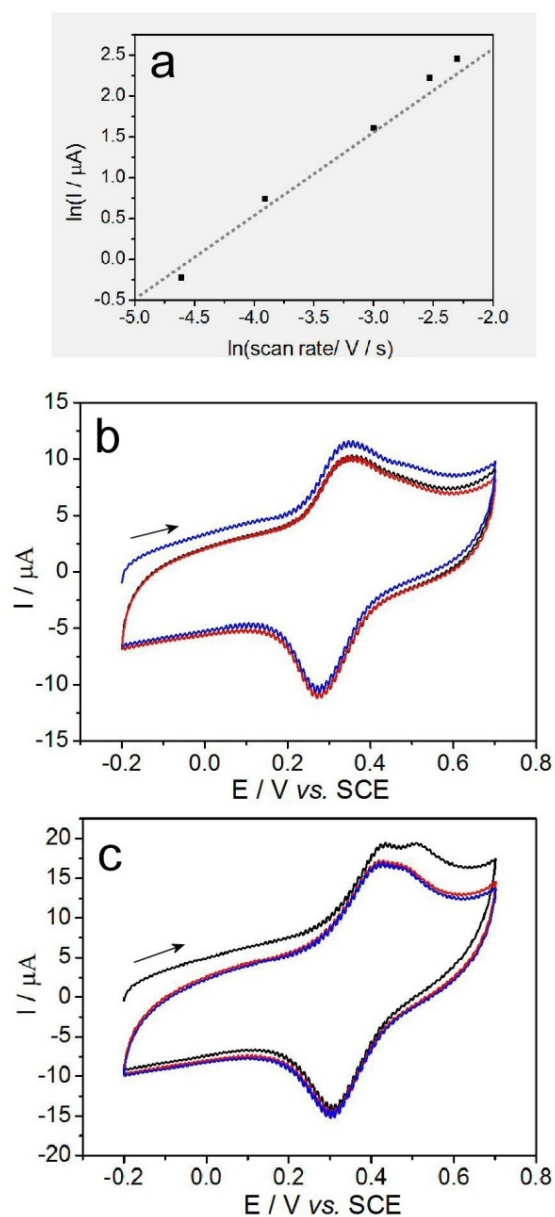 a
2.5
2.0
1.5
1.0
0.5
0.0
-0.5
ln(I / μA)
-5.0 -4.5 -4.0 -3.5 -3.0 -2.5 -2.0
ln(scan rate/ V / s)
b
15
10
5
0
-5
-10
-15
I / μA
-0.2 0.0 0.2 0.4 0.6 0.8
E / V vs. SCE
c
20
15
10
5
0
-5
-10
-15
-20
I / μA
-0.2 0.0 0.2 0.4 0.6 0.8
E / V vs. SCE